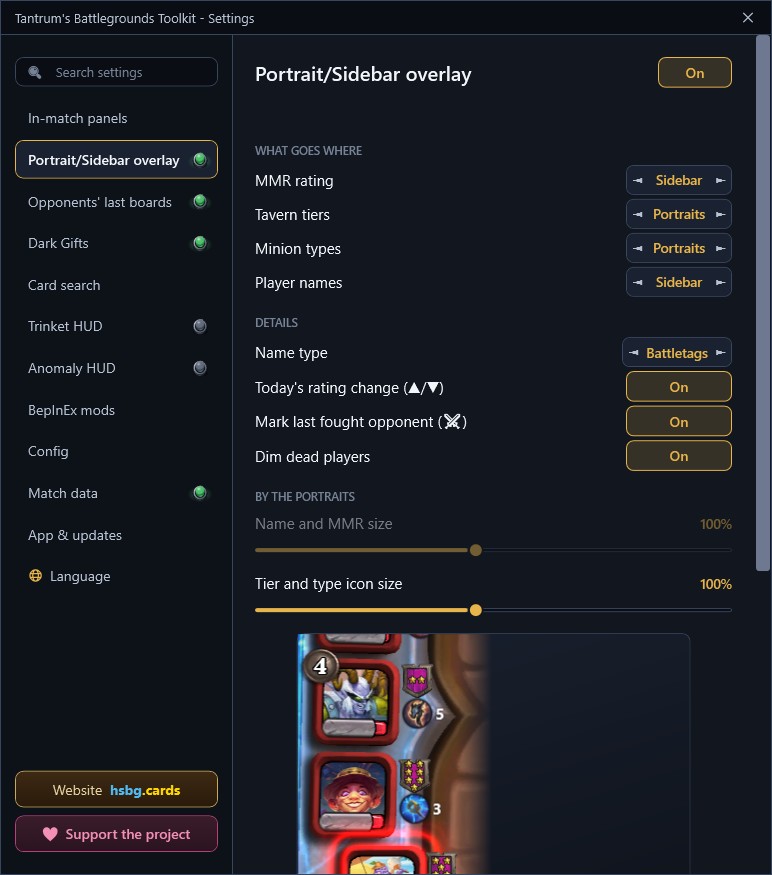 Tantrum's Battlegrounds Toolkit - Settings
Search settings
In-match panels
Portrait/Sidebar overlay
Opponents' last boards
Dark Gifts
Card search
Trinket HUD
Anomaly HUD
BepInEx mods
Config
Match data
App & updates
Language
Website hsbg.cards
Support the project
Portrait/Sidebar overlay On
WHAT GOES WHERE
MMR rating ◄ Sidebar ►
Tavern tiers ◄ Portraits ►
Minion types ◄ Portraits ►
Player names ◄ Sidebar ►
DETAILS
Name type ◄ Battletags ►
Today's rating change (▲/▼) On
Mark last fought opponent (⚔) On
Dim dead players On
BY THE PORTRAITS
Name and MMR size 100%
Tier and type icon size 100%
4
5
3